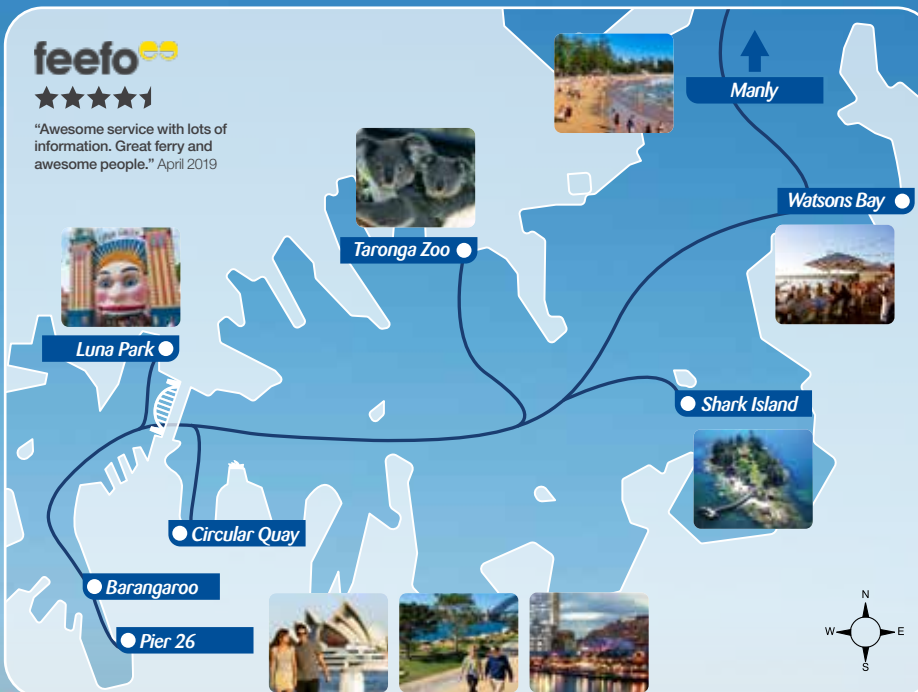 feefo
“Awesome service with lots of
information. Great ferry and
awesome people.” April 2019
Manly
Watsons Bay
Taronga Zoo
Luna Park
Shark Island
Circular Quay
Barangaroo
Pier 26
N
W E
S